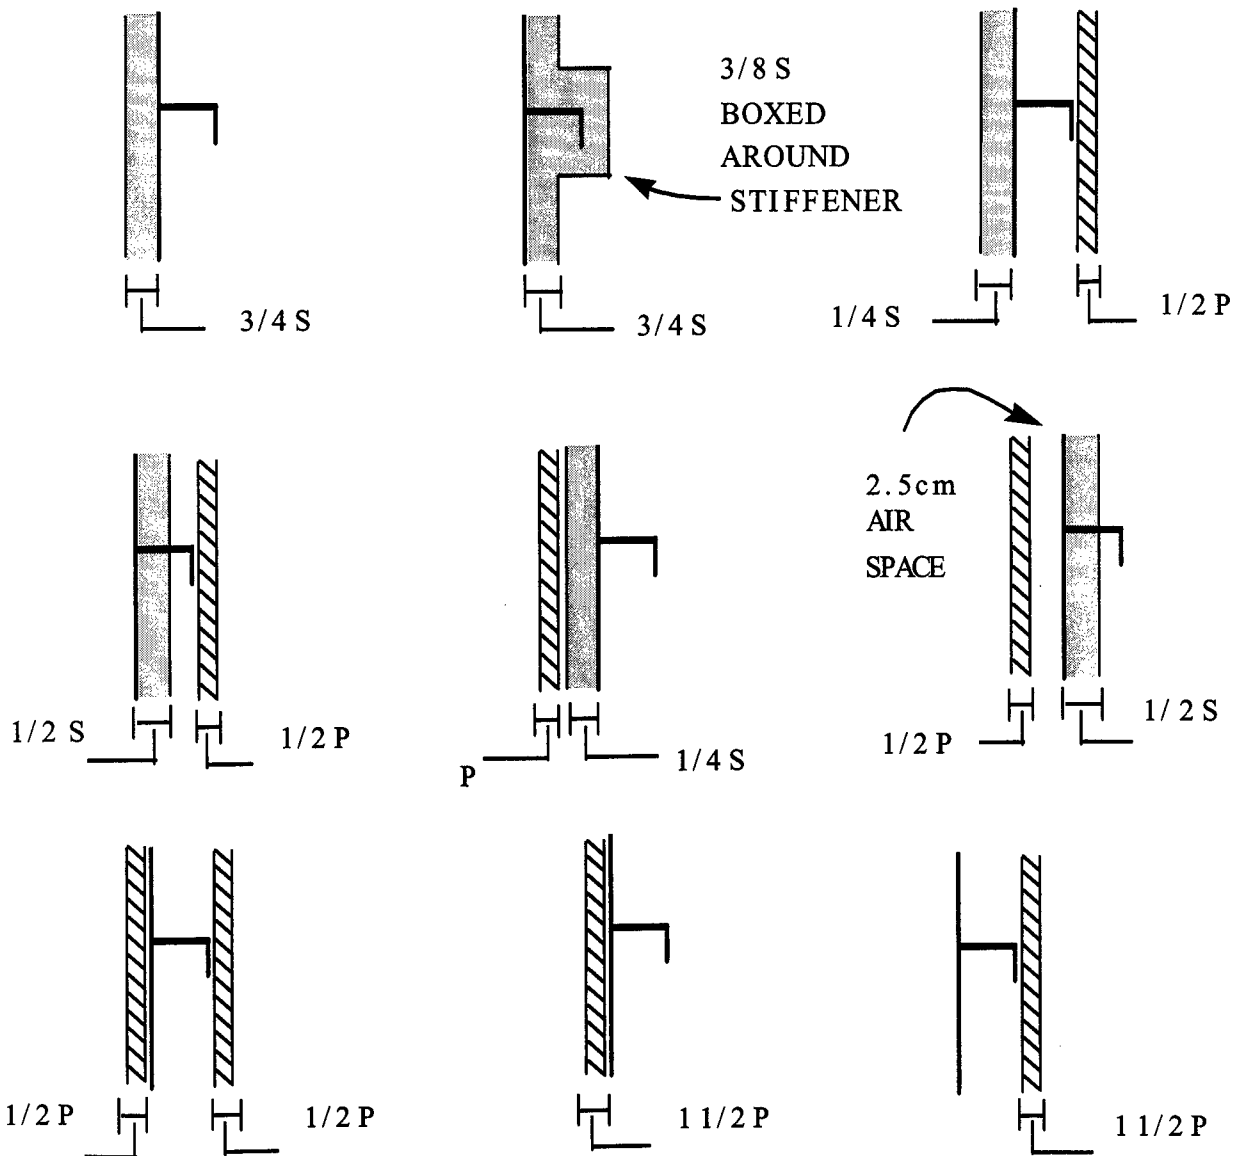 3/8 S
BOXED
AROUND
STIFFENER
3/4 S
3/4 S
1/4 S
1/2 P
2.5cm
AIR
SPACE
1/2 S
1/2 P
P
1/4 S
1/2 P
1/2 S
1/2 P
1/2 P
1 1/2 P
1 1/2 P